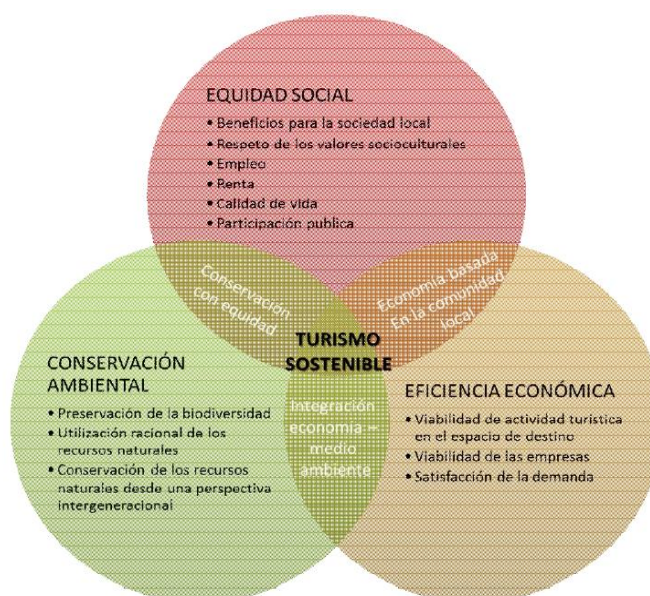 EQUIDAD SOCIAL
• Beneficios para la sociedad local
• Respeto de los valores socioculturales
• Empleo
• Renta
• Calidad de vida
• Participación publica
Conservación
con equidad
Economía basada
En la comunidad
local
TURISMO
SOSTENIBLE
CONSERVACIÓN
AMBIENTAL
• Preservación de la biodiversidad
• Utilización racional de los
recursos naturales
• Conservación de los recursos
naturales desde una perspectiva
intergeneracional
Integración
economía –
medio
ambiente
EFICIENCIA ECONÓMICA
• Viabilidad de actividad turística
en el espacio de destino
• Viabilidad de las empresas
• Satisfacción de la demanda